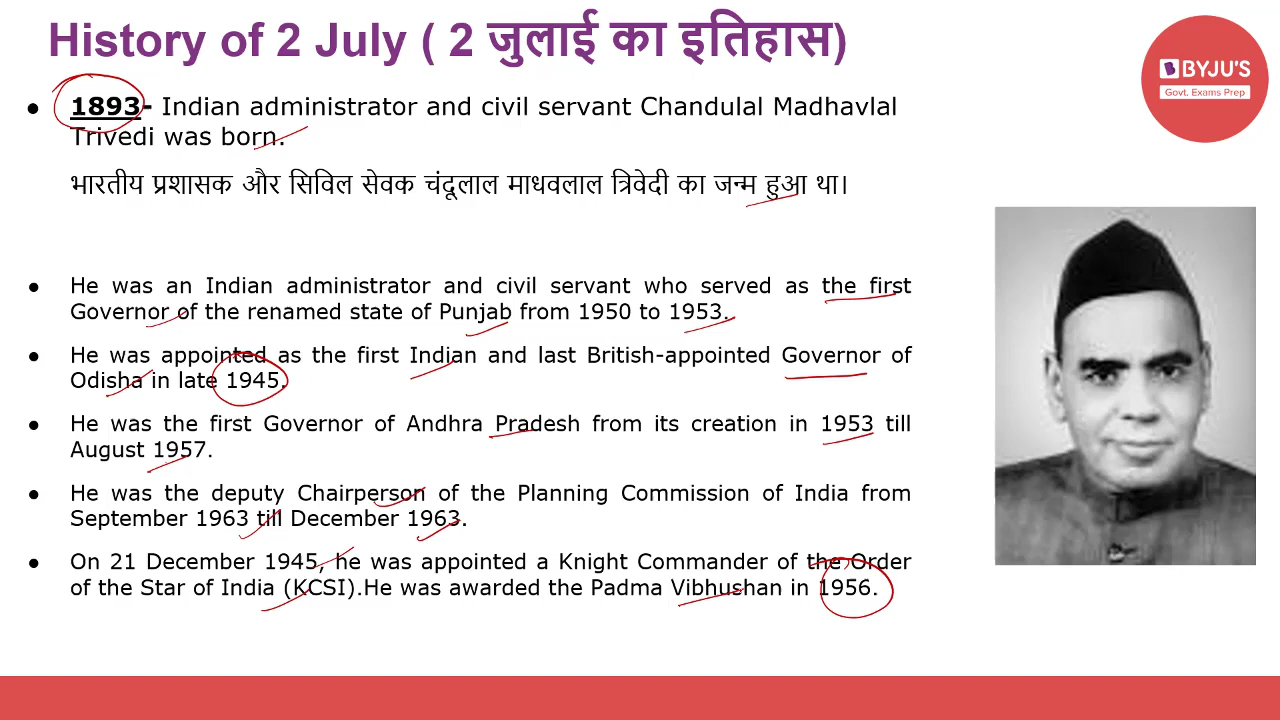 History of 2 July ( 2 जुलाई का इतिहास)
BYJU'S
Govt. Exams Prep
● 1893- Indian administrator and civil servant Chandulal Madhavlal
Trivedi was born.
भारतीय प्रशासक और सिविल सेवक चंदूलाल माधवलाल त्रिवेदी का जन्म हुआ था।
● He was an Indian administrator and civil servant who served as the first
Governor of the renamed state of Punjab from 1950 to 1953.
● He was appointed as the first Indian and last British-appointed Governor of
Odisha in late 1945.
● He was the first Governor of Andhra Pradesh from its creation in 1953 till
August 1957.
● He was the deputy Chairperson of the Planning Commission of India from
September 1963 till December 1963.
● On 21 December 1945, he was appointed a Knight Commander of the Order
of the Star of India (KCSI).He was awarded the Padma Vibhushan in 1956.